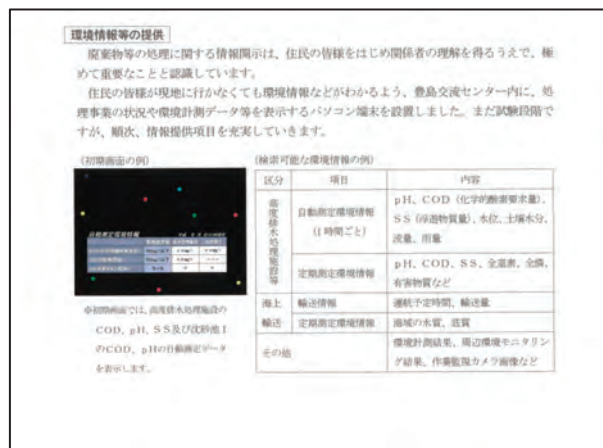 環境情報等の提供
廃棄物等の処理に関する情報開示は、住民の皆様をはじめ関係者の理解を得るうえで、極
めて重要なことと認識しています。
住民の皆様が現地に行かなくても環境情報などがわかるよう、豊島交流センター内に、処
理事業の状況や環境計測データ等を表示するパソコン端末を設置しました。まだ試験段階で
すが、順次、情報提供項目を充実していきます。
(初期画面の例)
自動測定環境情報
※初期画面では、高度排水処理施設の
COD、pH、SS及び沈砂池1
のCOD、pHの自動測定データ
を表示します。
(検索可能な環境情報の例)
区分 項目 内容
高度排水処理施設等
自動測定環境情報
(1時間ごと)
pH、COD(化学的酸素要求量)、
SS(浮遊物質量)、水位、土壌水分、
流量、雨量
定期測定環境情報
pH、COD、SS、全窒素、全燐、
有害物質など
海上
輸送
輸送情報 運航予定時間、輸送量
定期測定環境情報 海域の水質、底質
その他
環境計測結果、周辺環境モニタリン
グ結果、作業監視カメラ画像など